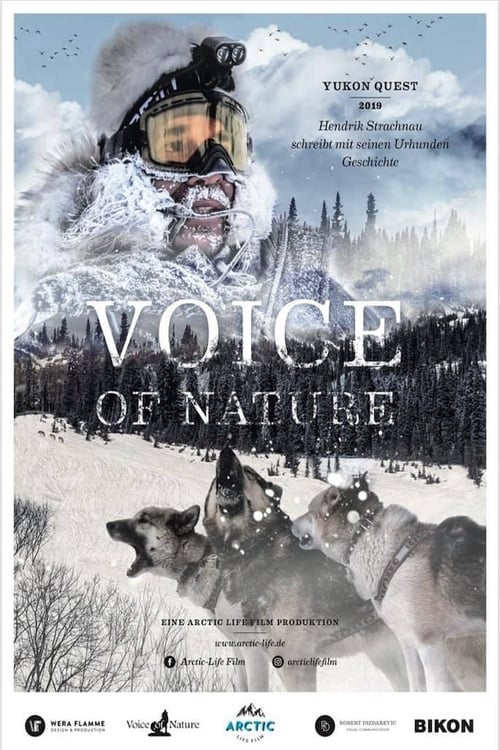 YUKON QUEST
2019
Hendrik Strachnau
schreibt mit seinen Urhunden
Geschichte
VOICE
OF NATURE
EINE ARCTIC LIFE FILM PRODUKTION
www.arctic-life.de
Arctic-Life Film
arcticlifefilm
WERA FLAMME
DESIGN & PRODUCTION
Voice of Nature
ARCTIC
LIFE FILM
ROBERT DIZDAREVIC
VISUAL COMMUNICATION
BIKON